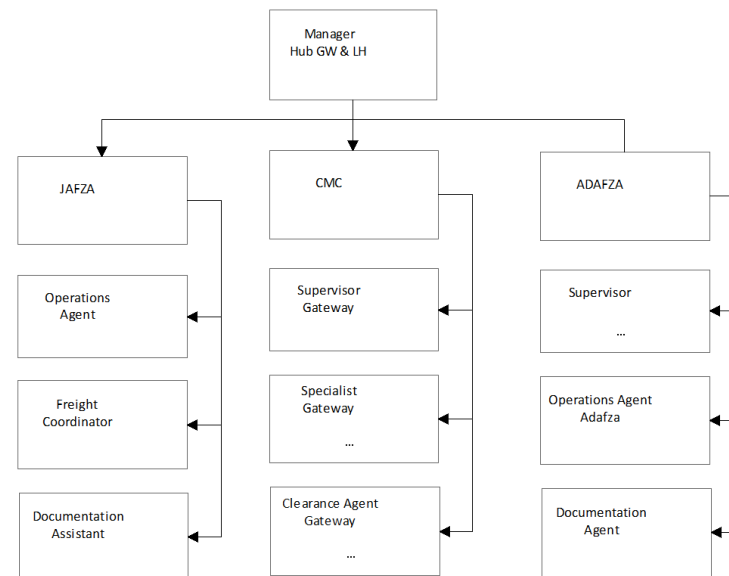 Manager
Hub GW & LH
JAFZA
CMC
ADAFZA
Operations
Agent
Supervisor
Gateway
Supervisor
...
Freight
Coordinator
Specialist
Gateway
...
Operations Agent
Adafza
Documentation
Assistant
Clearance Agent
Gateway
...
Documentation
Agent